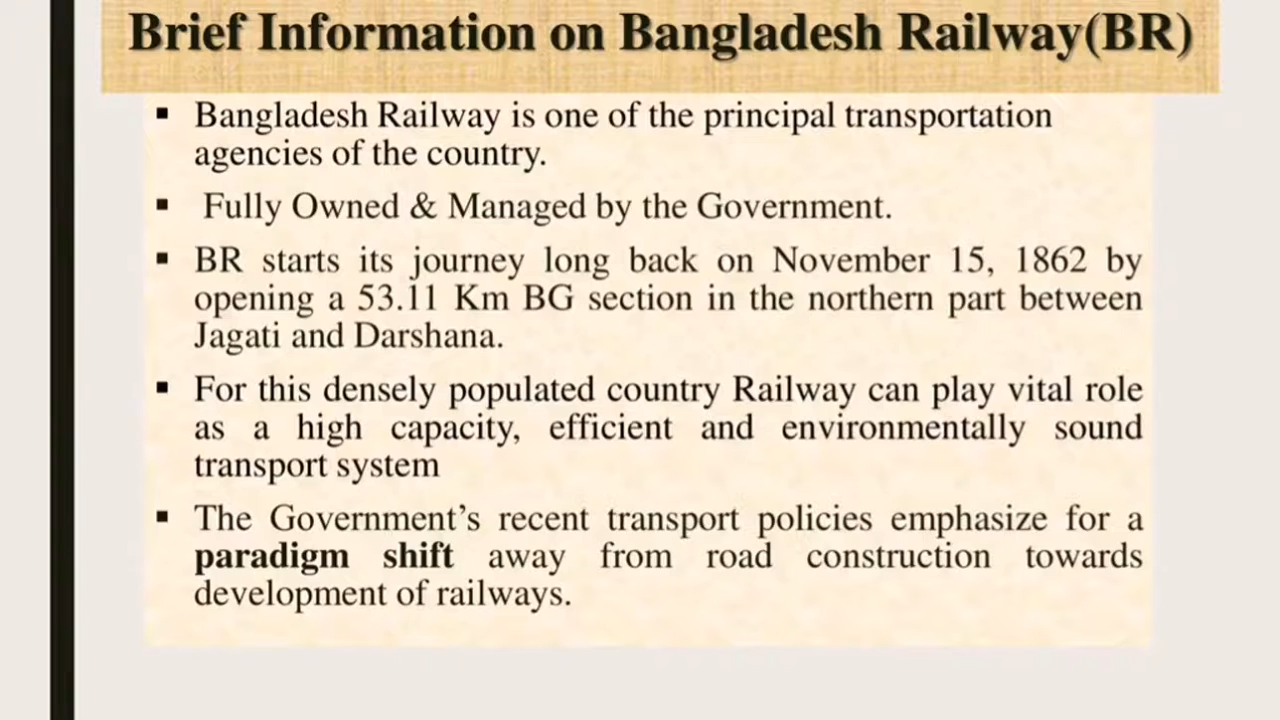 Brief Information on Bangladesh Railway(BR)
▪ Bangladesh Railway is one of the principal transportation
agencies of the country.
▪ Fully Owned & Managed by the Government.
▪ BR starts its journey long back on November 15, 1862 by
opening a 53.11 Km BG section in the northern part between
Jagati and Darshana.
▪ For this densely populated country Railway can play vital role
as a high capacity, efficient and environmentally sound
transport system
▪ The Government’s recent transport policies emphasize for a
paradigm shift away from road construction towards
development of railways.